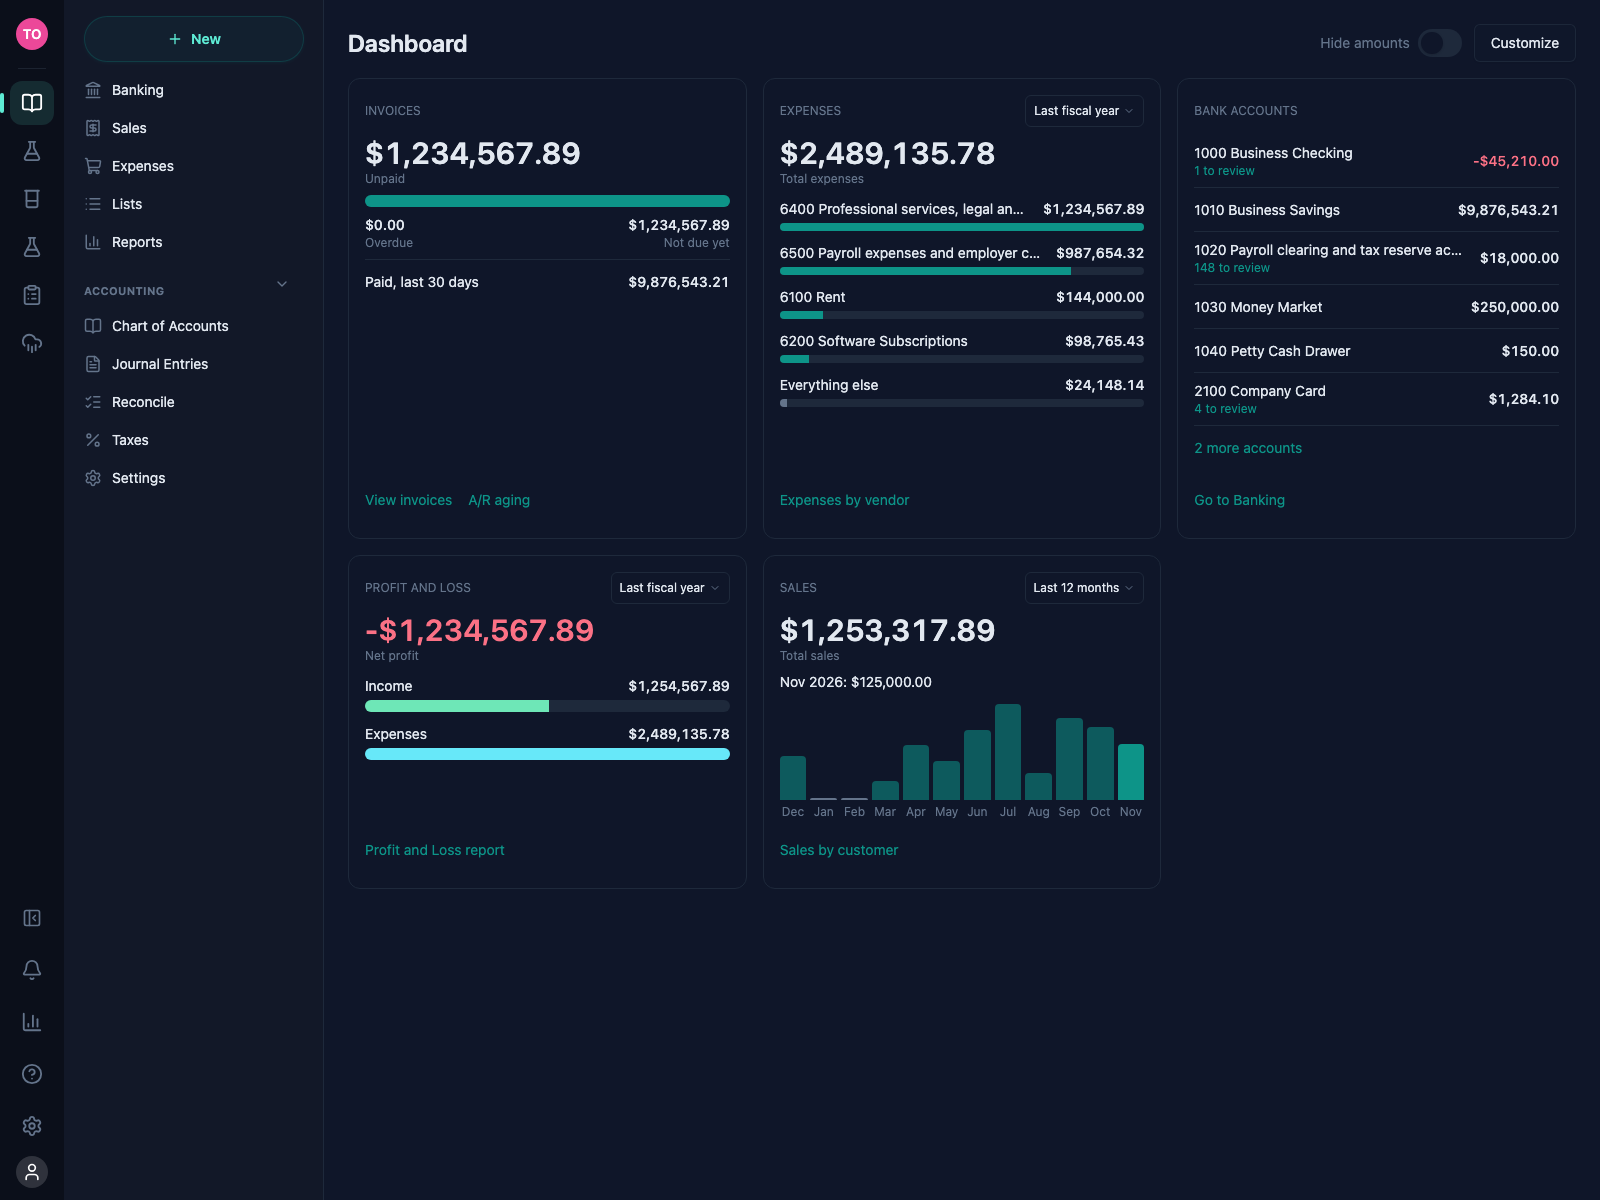 TO
New
Banking
Sales
Expenses
Lists
Reports
ACCOUNTING
Chart of Accounts
Journal Entries
Reconcile
Taxes
Settings
Dashboard
Hide amounts
Customize
INVOICES
$1,234,567.89
Unpaid
$0.00 $1,234,567.89
Overdue Not due yet
Paid, last 30 days $9,876,543.21
View invoices A/R aging
EXPENSES Last fiscal year
$2,489,135.78
Total expenses
6400 Professional services, legal an... $1,234,567.89
6500 Payroll expenses and employer c... $987,654.32
6100 Rent $144,000.00
6200 Software Subscriptions $98,765.43
Everything else $24,148.14
Expenses by vendor
BANK ACCOUNTS
1000 Business Checking -$45,210.00
1 to review
1010 Business Savings $9,876,543.21
1020 Payroll clearing and tax reserve ac... $18,000.00
148 to review
1030 Money Market $250,000.00
1040 Petty Cash Drawer $150.00
2100 Company Card $1,284.10
4 to review
2 more accounts
Go to Banking
PROFIT AND LOSS Last fiscal year
-$1,234,567.89
Net profit
Income $1,254,567.89
Expenses $2,489,135.78
Profit and Loss report
SALES Last 12 months
$1,253,317.89
Total sales
Nov 2026: $125,000.00
Dec Jan Feb Mar Apr May Jun Jul Aug Sep Oct Nov
Sales by customer